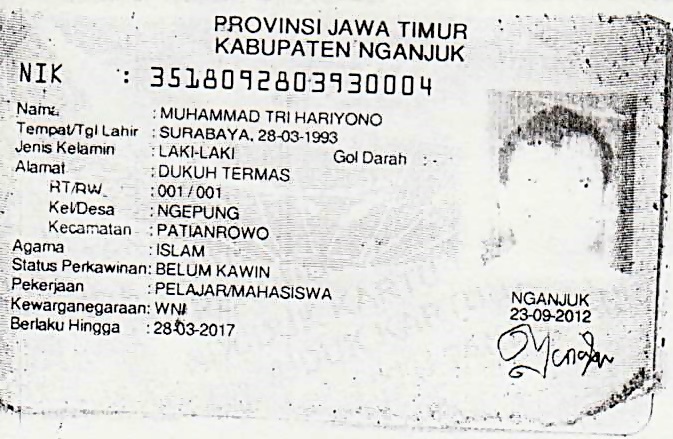 PROVINSI JAWA TIMUR
KABUPATEN NGANJUK
NIK : 3518092803930004
Nama : MUHAMMAD TRI HARIYONO
Tempat/Tgl Lahir : SURABAYA, 28-03-1993
Jenis Kelamin : LAKI-LAKI Gol Darah : -
Alamat : DUKUH TERMAS
RT/RW : 001 / 001
Kel/Desa : NGEPUNG
Kecamatan : PATIANROWO
Agama : ISLAM
Status Perkawinan: BELUM KAWIN
Pekerjaan : PELAJAR/MAHASISWA
Kewarganegaraan: WNI
Berlaku Hingga : 28-03-2017
NGANJUK
23-09-2012